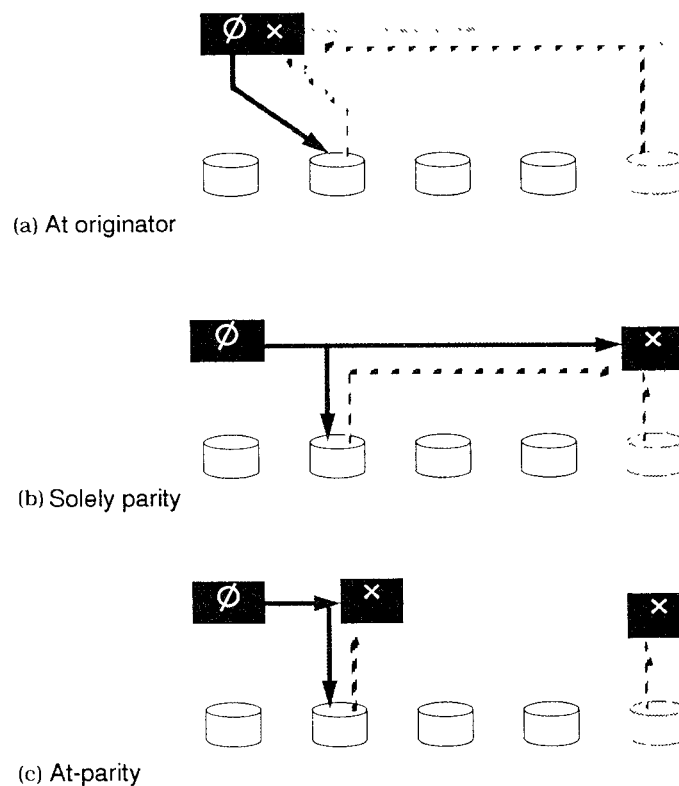 ∅ ×
(a) At originator
∅ ×
(b) Solely parity
∅ × ×
(c) At-parity